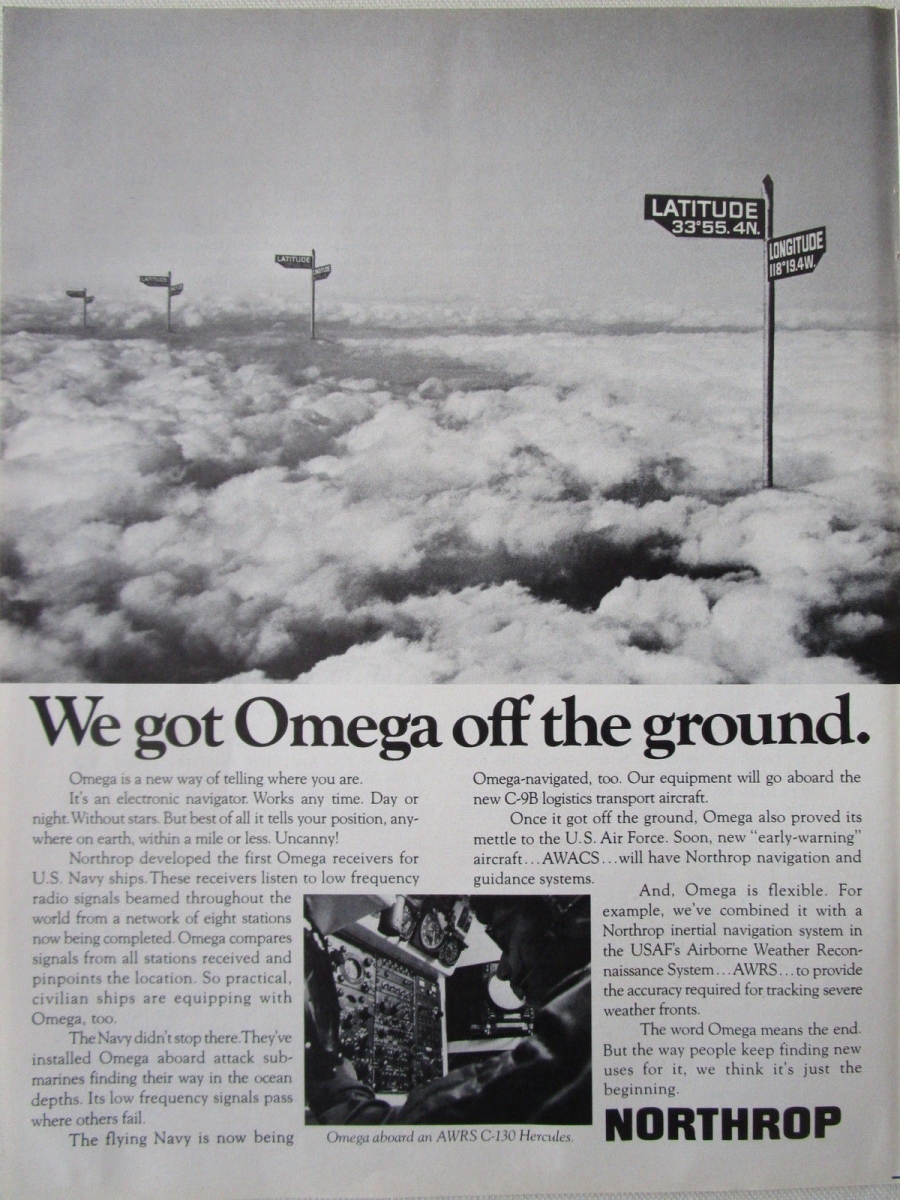 LATITUDE
33°55.4N.
LONGITUDE
118°19.4W.
LATITUDE
We got Omega off the ground.
Omega is a new way of telling where you are.
It's an electronic navigator. Works any time. Day or
night. Without stars. But best of all it tells your position, any-
where on earth, within a mile or less. Uncanny!
Northrop developed the first Omega receivers for
U.S. Navy ships. These receivers listen to low frequency
radio signals beamed throughout the
world from a network of eight stations
now being completed. Omega compares
signals from all stations received and
pinpoints the location. So practical,
civilian ships are equipping with
Omega, too.
The Navy didn't stop there. They've
installed Omega aboard attack sub-
marines finding their way in the ocean
depths. Its low frequency signals pass
where others fail.
The flying Navy is now being
Omega-navigated, too. Our equipment will go aboard the
new C-9B logistics transport aircraft.
Once it got off the ground, Omega also proved its
mettle to the U.S. Air Force. Soon, new "early-warning"
aircraft...AWACS...will have Northrop navigation and
guidance systems.
And, Omega is flexible. For
example, we've combined it with a
Northrop inertial navigation system in
the USAF's Airborne Weather Recon-
naissance System...AWRS...to provide
the accuracy required for tracking severe
weather fronts.
The word Omega means the end.
But the way people keep finding new
uses for it, we think it's just the
beginning.
Omega aboard an AWRS C-130 Hercules.
NORTHROP